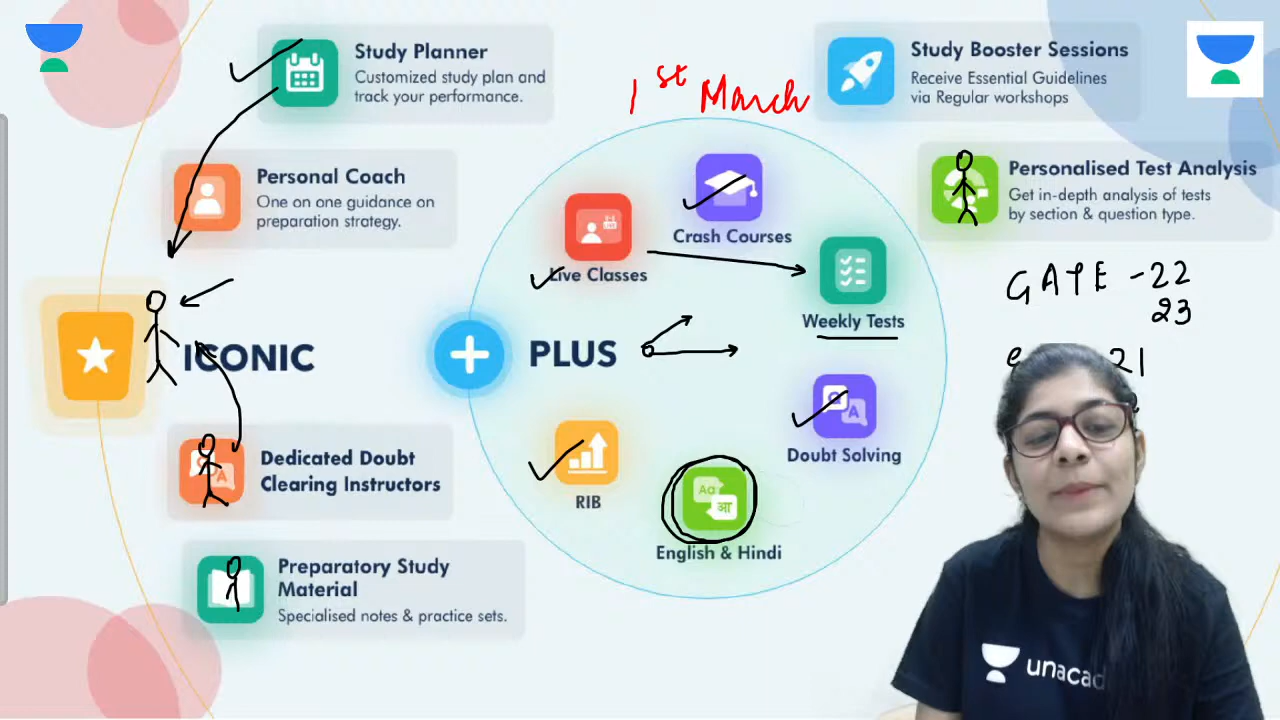 Study Planner
Customized study plan and
track your performance.
1st March
Study Booster Sessions
Receive Essential Guidelines
via Regular workshops
Personal Coach
One on one guidance on
preparation strategy.
Personalised Test Analysis
Get in-depth analysis of tests
by section & question type.
Crash Courses
Live Classes
Weekly Tests
GATE -22
23
21
ICONIC
PLUS
Dedicated Doubt
Clearing Instructors
A
Doubt Solving
RIB
Aa
आ
English & Hindi
Preparatory Study
Material
Specialised notes & practice sets.
unacad